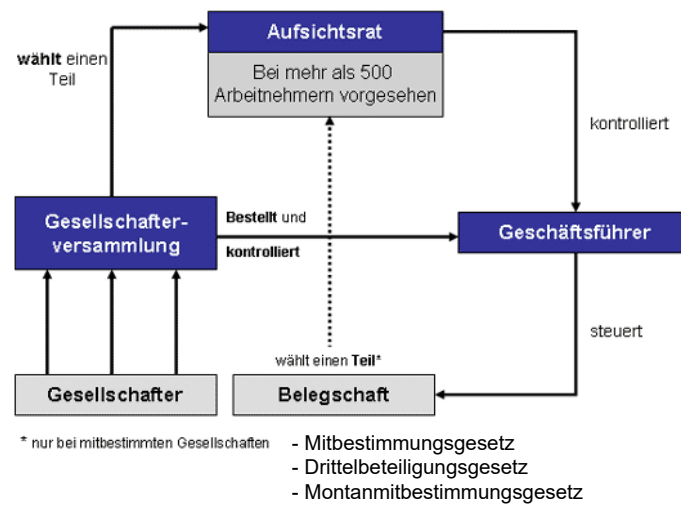 Aufsichtsrat
Bei mehr als 500
Arbeitnehmern vorgesehen
wählt einen
Teil
kontrolliert
Gesellschafter-
versammlung
Bestellt und
kontrolliert
Geschäftsführer
steuert
wählt einen Teil*
Gesellschafter
Belegschaft
* nur bei mitbestimmten Gesellschaften
- Mitbestimmungsgesetz
- Drittelbeteiligungsgesetz
- Montanmitbestimmungsgesetz